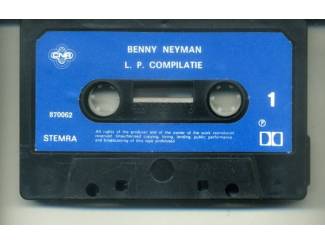 CNR
BENNY NEYMAN
L. P. COMPILATIE
1
870062
STEMRA
All rights of the producer and of the owner of the work reproduced
reserved. Unauthorised copying, hiring, lending, public performance
and broadcasting of this tape prohibited
P